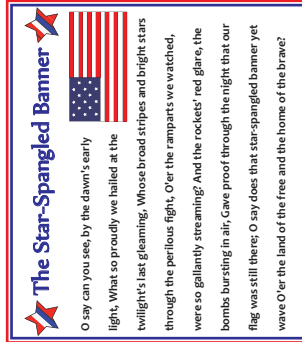 The Star-Spangled Banner
O say can you see, by the dawn's early
light, What so proudly we hailed at the
twilight's last gleaming, Whose broad stripes and bright stars
through the perilous fight, O'er the ramparts we watched,
were so gallantly streaming? And the rockets' red glare, the
bombs bursting in air, Gave proof through the night that our
flag was still there; O say does that star-spangled banner yet
wave O'er the land of the free and the home of the brave?